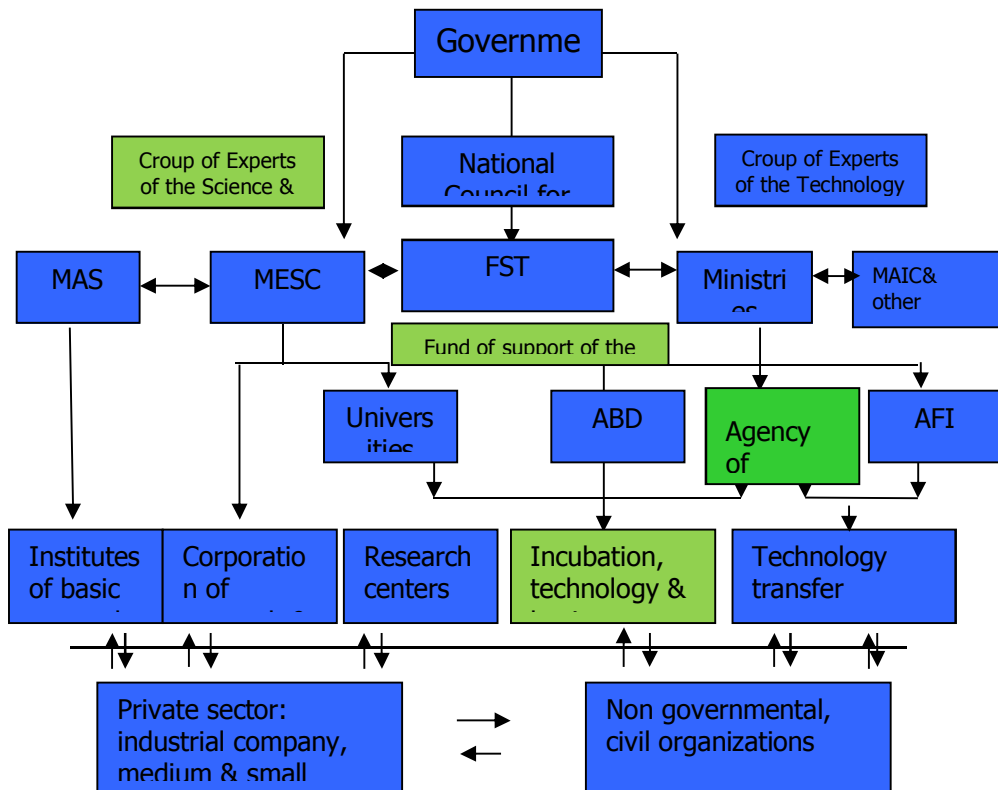 Governme
Croup of Experts
of the Science &
National
Council for
Croup of Experts
of the Technology
MAS
MESC
FST
Ministri
es
MAIC&
other
Fund of support of the
Univers
ities
ABD
Agency
of
AFI
Institutes
of basic
Corporatio
n of
Research
centers
Incubation,
technology &
Technology
transfer
Private sector:
industrial company,
medium & small
Non governmental,
civil organizations